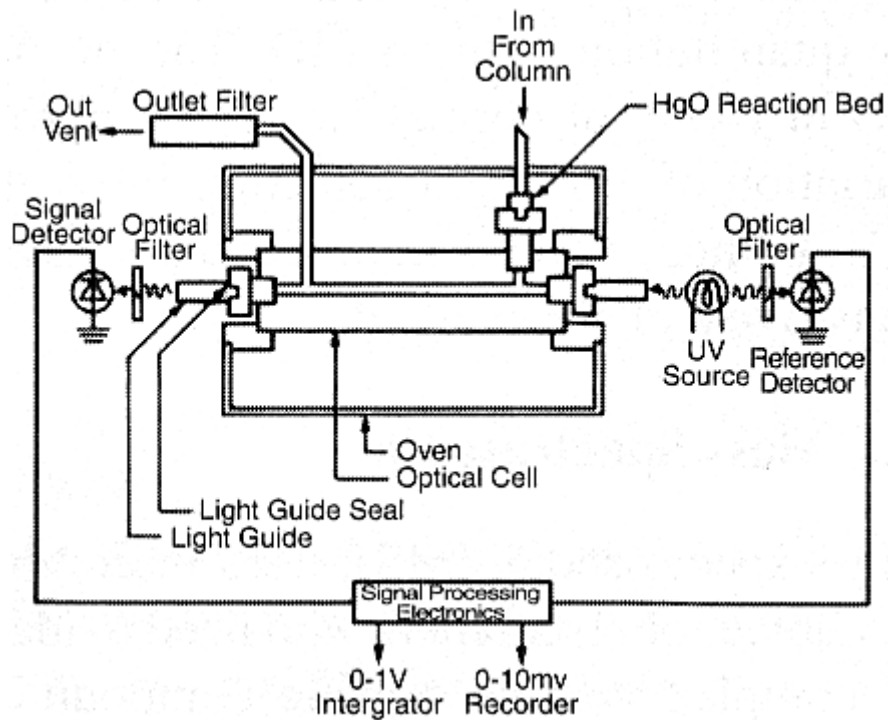 In
From
Column
HgO Reaction Bed
Outlet Filter
Out
Vent
Signal
Detector
Optical
Filter
Optical
Filter
UV
Source
Reference
Detector
Oven
Optical Cell
Light Guide Seal
Light Guide
Signal Processing
Electronics
0-1V
Intergrator
0-10mv
Recorder